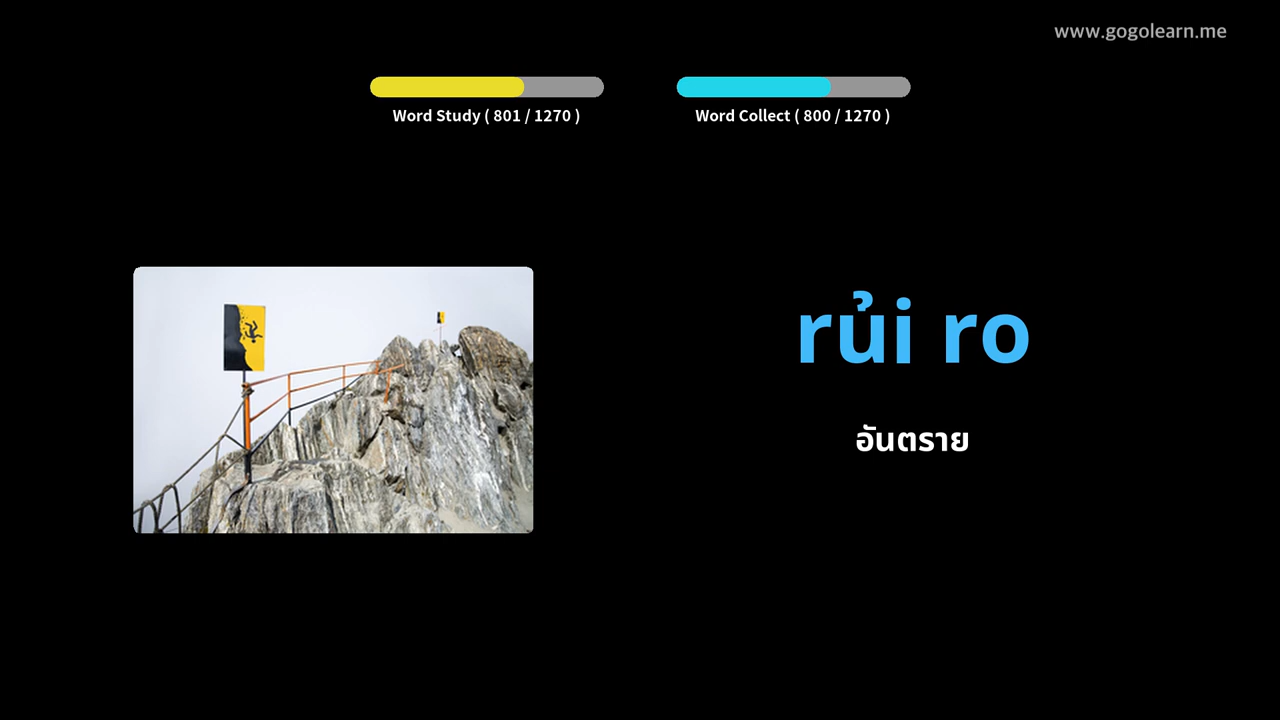 www.gogolearn.me
Word Study ( 801 / 1270 )
Word Collect ( 800 / 1270 )
rủi ro
อันตราย